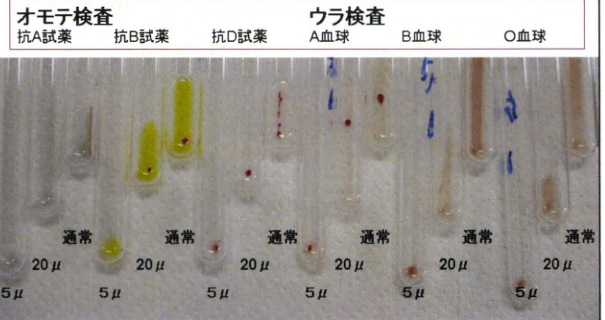 オモテ検査 ウラ検査
抗A試薬 抗B試薬 抗D試薬 A血球 B血球 O血球
通常 通常 通常 通常 通常 通常
20μ 20μ 20μ 20μ 20μ 20μ
5μ 5μ 5μ 5μ 5μ 5μ